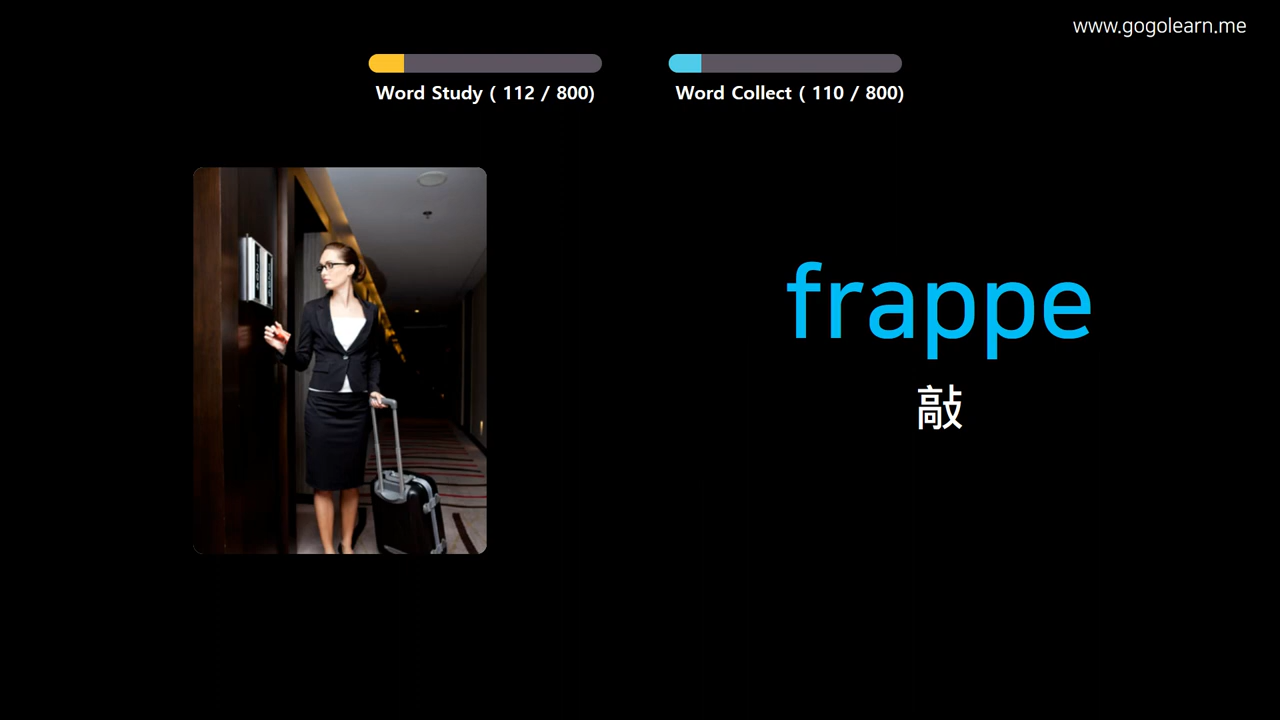 www.gogolearn.me
Word Study ( 112 / 800)
Word Collect ( 110 / 800)
frappe
敲